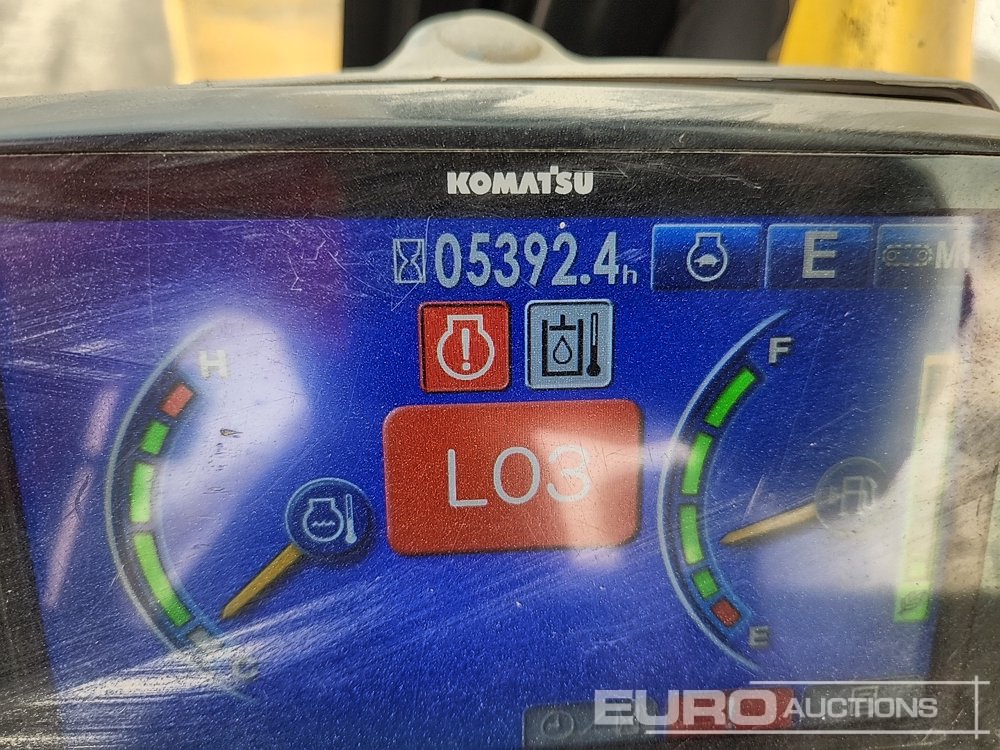 KOMATSU
05392.4h
E
M
H
F
L03
C
E
EURO AUCTIONS